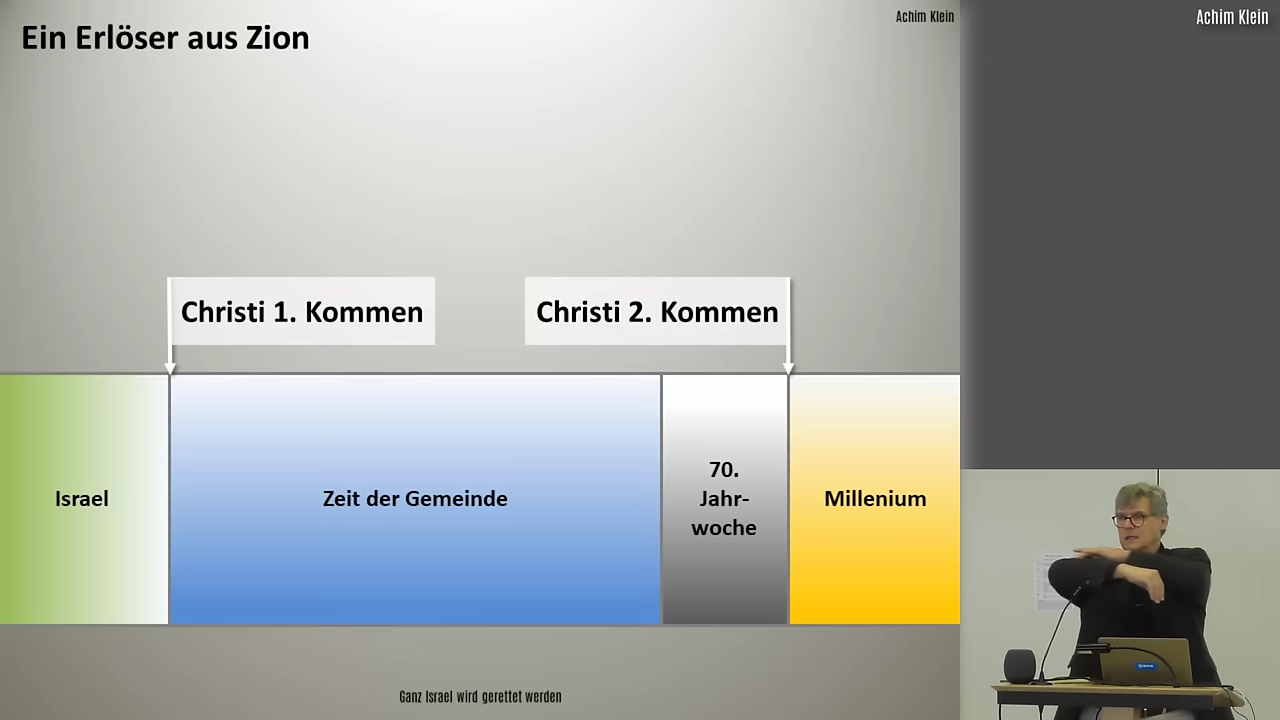 Ein Erlöser aus Zion
Achim Klein
Achim Klein
Christi 1. Kommen
Christi 2. Kommen
Israel
Zeit der Gemeinde
70.
Jahr-
woche
Millenium
Ganz Israel wird gerettet werden